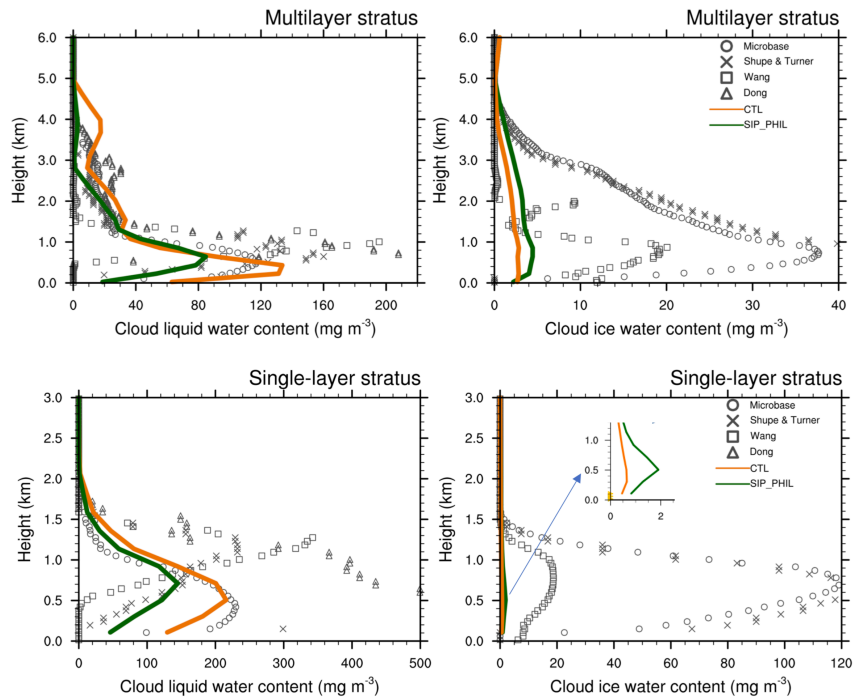 Multilayer stratus
6.0
5.0
4.0
3.0
2.0
1.0
0.0
Height (km)
0 40 80 120 160 200
Cloud liquid water content (mg m-3)
Multilayer stratus
6.0
5.0
4.0
3.0
2.0
1.0
0.0
Height (km)
Microbase
Shupe & Turner
Wang
Dong
CTL
SIP_PHIL
0 10 20 30 40
Cloud ice water content (mg m-3)
Single-layer stratus
3.0
2.5
2.0
1.5
1.0
0.5
0.0
Height (km)
0 100 200 300 400 500
Cloud liquid water content (mg m-3)
Single-layer stratus
3.0
2.5
2.0
1.5
1.0
0.5
0.0
Height (km)
Microbase
Shupe & Turner
Wang
Dong
CTL
SIP_PHIL
1.0
0.5
0.0
0 2
0 20 40 60 80 100 120
Cloud ice water content (mg m-3)